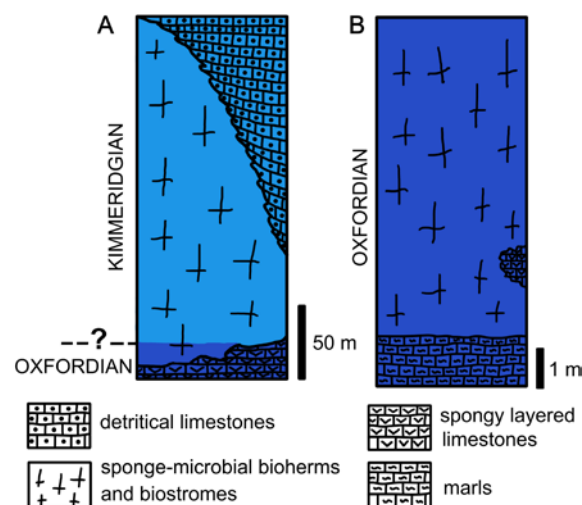 A
B
KIMMERIDGIAN
OXFORDIAN
?
OXFORDIAN
50 m
1 m
detritical limestones
spongy layered
limestones
sponge-microbial bioherms
and biostromes
marls